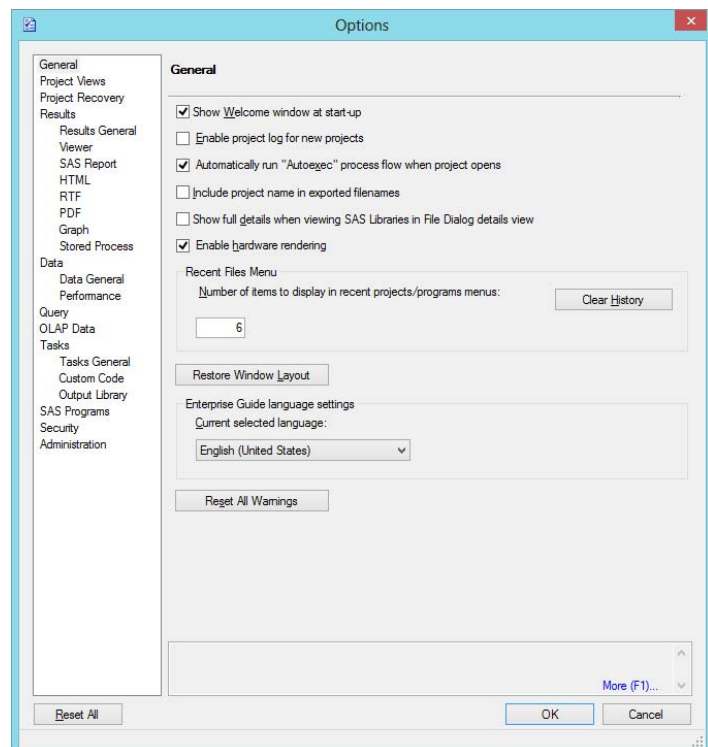 Options
General
Project Views
Project Recovery
Results
Results General
Viewer
SAS Report
HTML
RTF
PDF
Graph
Stored Process
Data
Data General
Performance
Query
OLAP Data
Tasks
Tasks General
Custom Code
Output Library
SAS Programs
Security
Administration
General
Show Welcome window at start-up
Enable project log for new projects
Automatically run "Autoexec" process flow when project opens
Include project name in exported filenames
Show full details when viewing SAS Libraries in File Dialog details view
Enable hardware rendering
Recent Files Menu
Number of items to display in recent projects/programs menus:
Clear History
6
Restore Window Layout
Enterprise Guide language settings
Current selected language:
English (United States)
Reset All Warnings
More (F1)...
Reset All
OK
Cancel